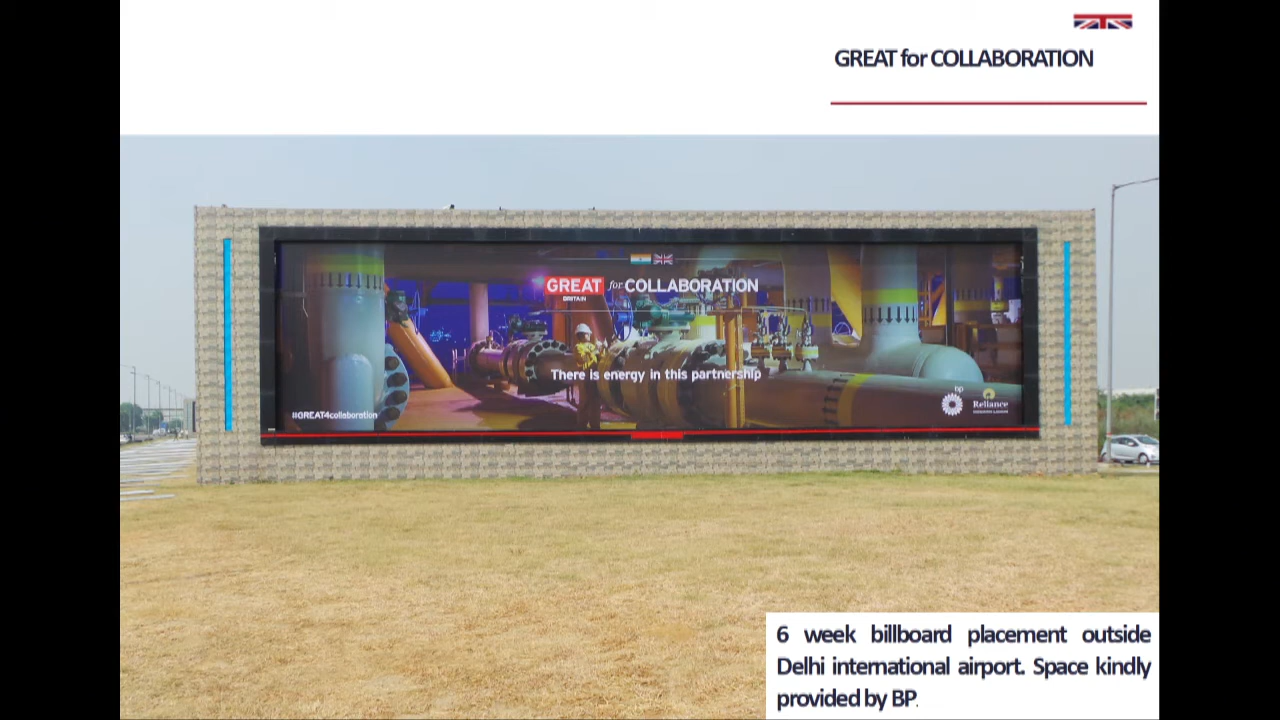 GREAT for COLLABORATION
GREAT for COLLABORATION
BRITAIN
There is energy in this partnership
#GREAT4collaboration
bp
Reliance
6 week billboard placement outside
Delhi international airport. Space kindly
provided by BP.